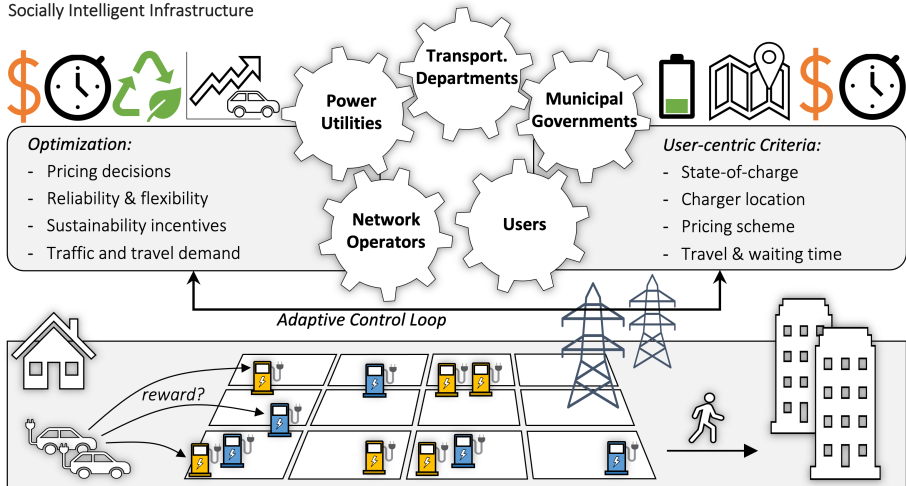 Socially Intelligent Infrastructure
Transport.
Departments
Power
Utilities
Municipal
Governments
Network
Operators
Users
Optimization:
- Pricing decisions
- Reliability & flexibility
- Sustainability incentives
- Traffic and travel demand
User-centric Criteria:
- State-of-charge
- Charger location
- Pricing scheme
- Travel & waiting time
Adaptive Control Loop
reward?